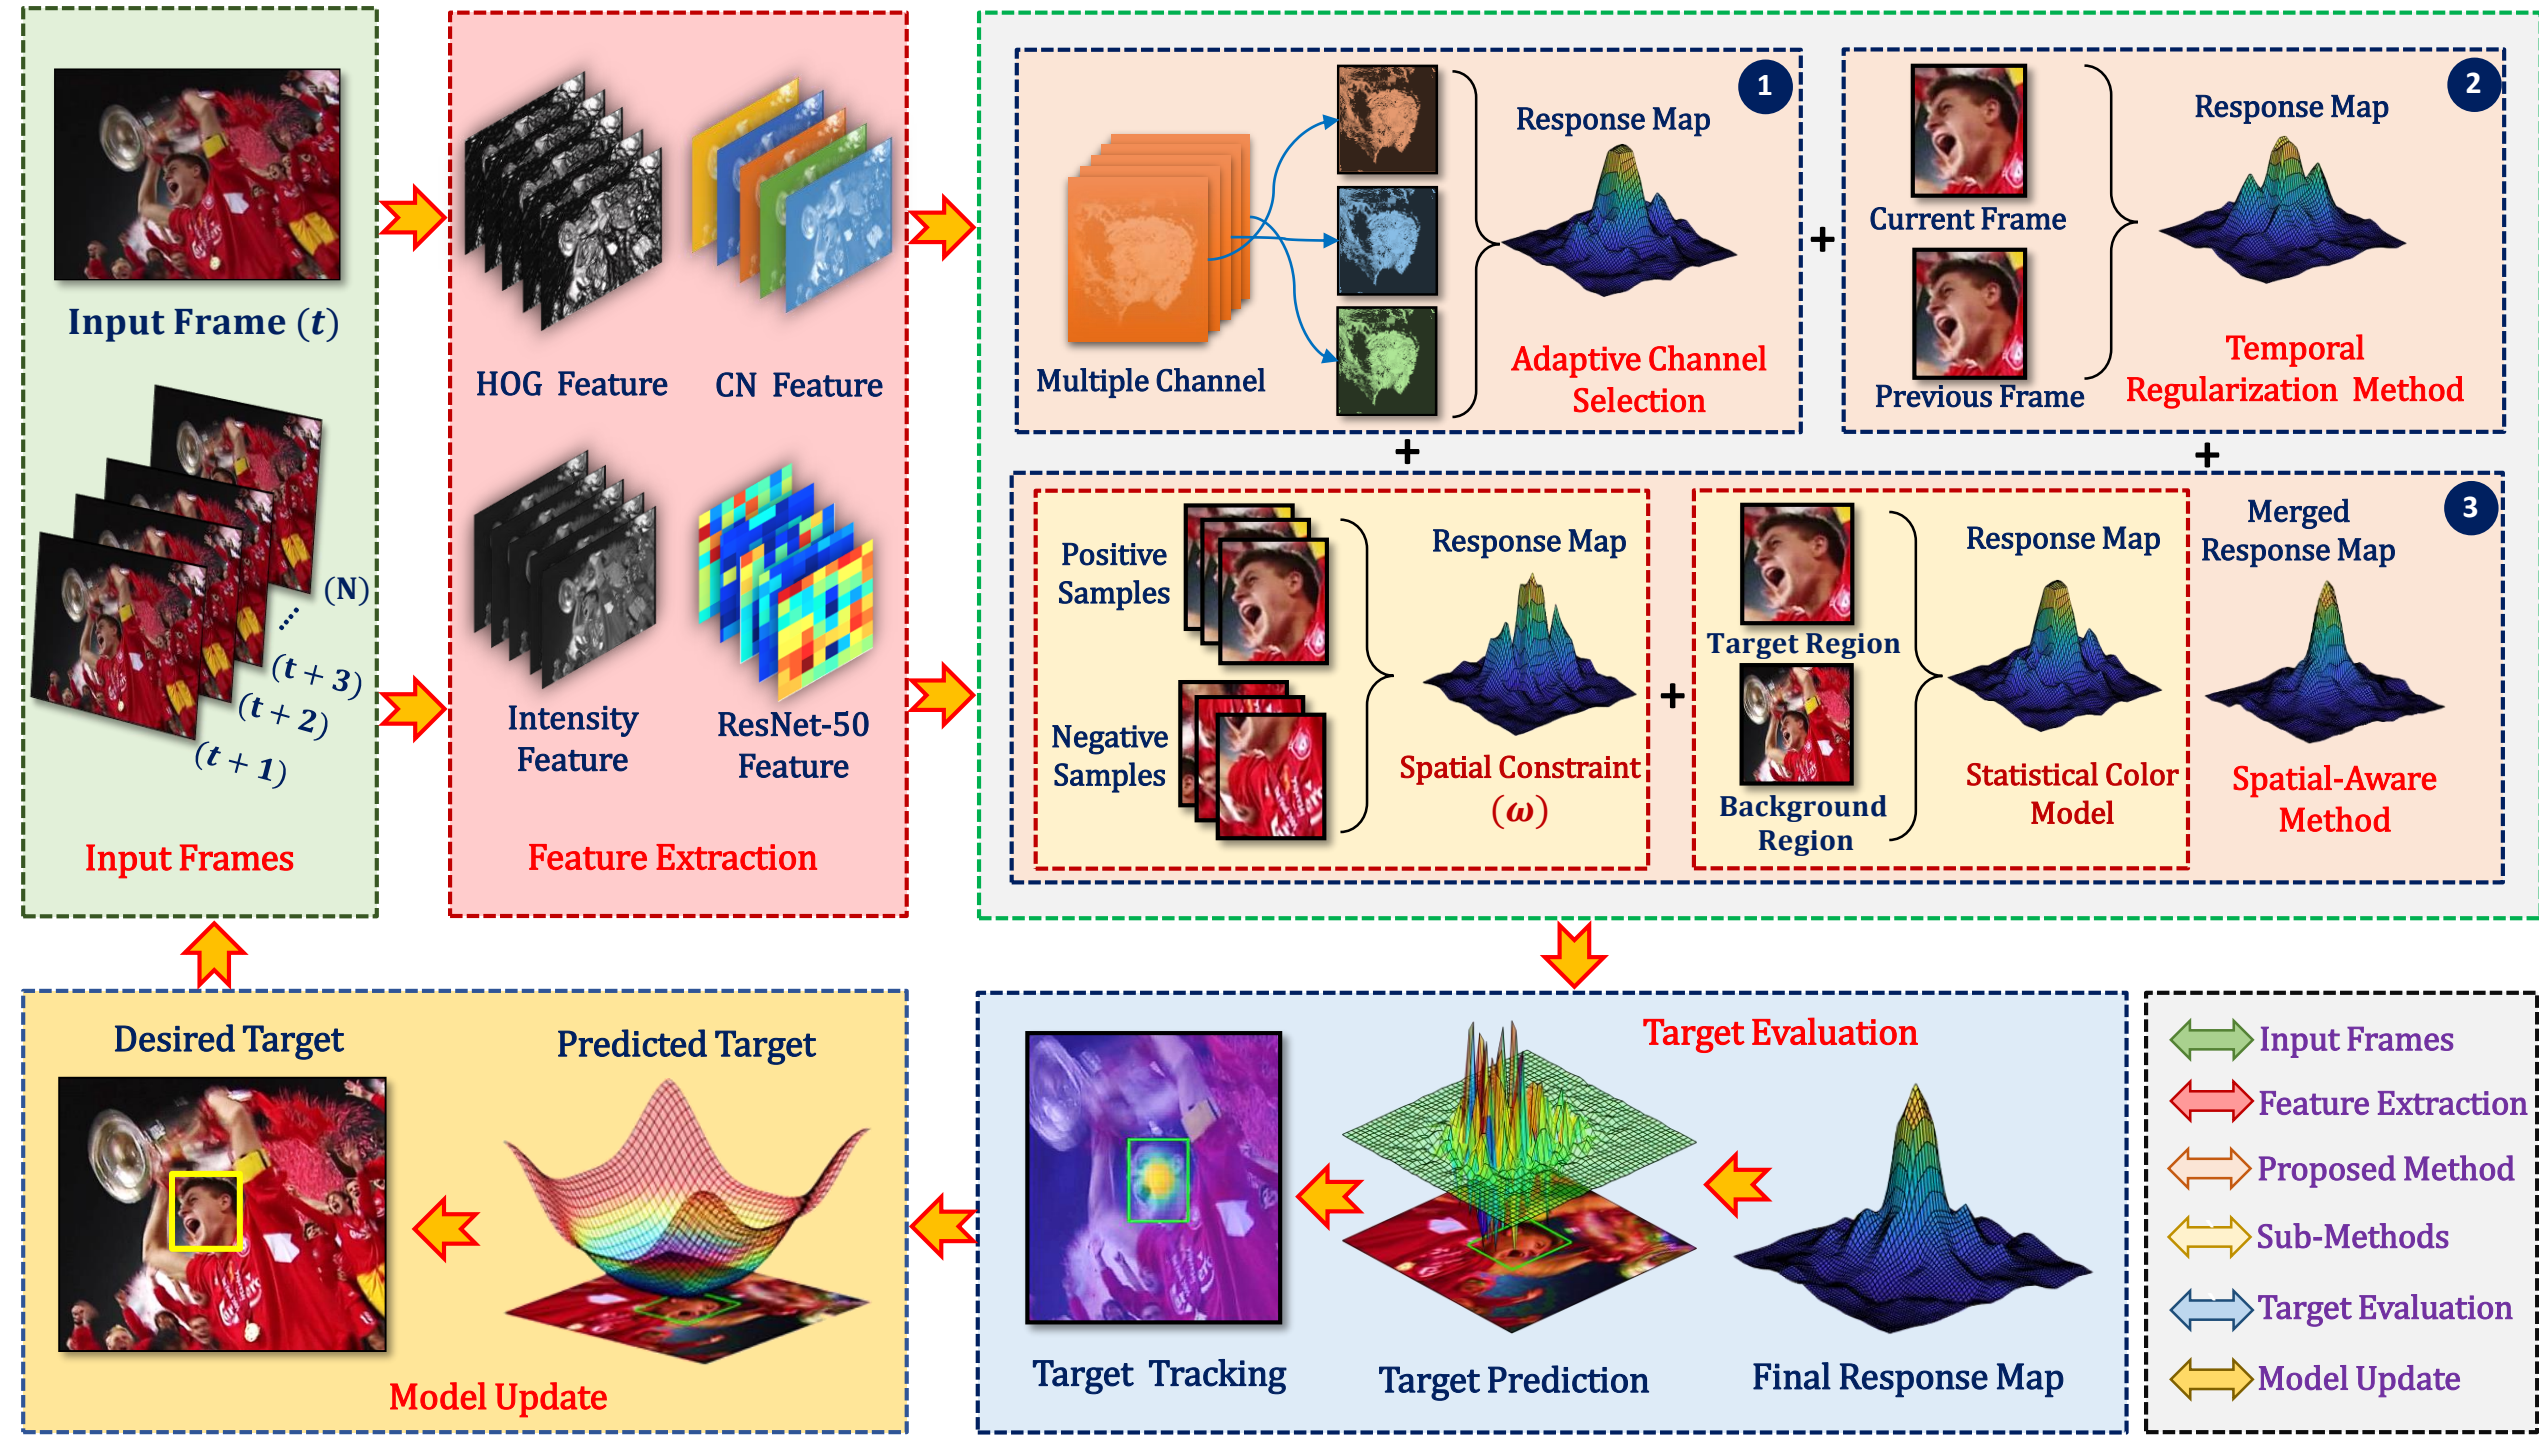 Input Frame (t)
(N)
...
(t + 3)
(t + 2)
(t + 1)
Input Frames
HOG Feature
CN Feature
Intensity
Feature
ResNet-50
Feature
Feature Extraction
1
Response Map
Multiple Channel
Adaptive Channel
Selection
+
2
Response Map
Current Frame
Previous Frame
Temporal
Regularization Method
+
+
3
Positive
Samples
Negative
Samples
Response Map
Spatial Constraint
(ω)
+
Target Region
Background
Region
Response Map
Statistical Color
Model
Merged
Response Map
Spatial-Aware
Method
Desired Target
Predicted Target
Model Update
Target Evaluation
Target Tracking
Target Prediction
Final Response Map
Input Frames
Feature Extraction
Proposed Method
Sub-Methods
Target Evaluation
Model Update